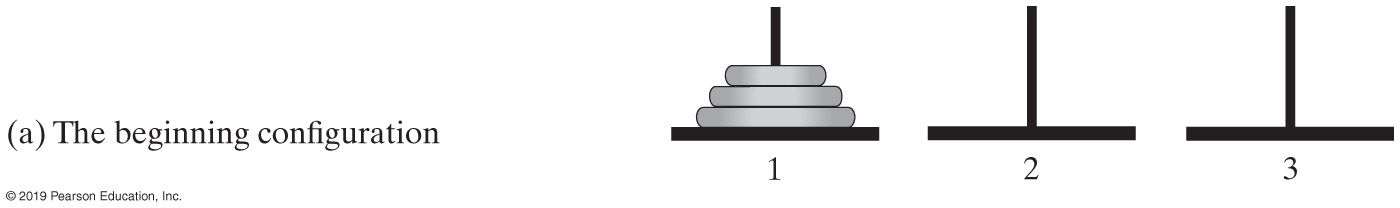 (a) The beginning configuration
1 2 3
© 2019 Pearson Education, Inc.